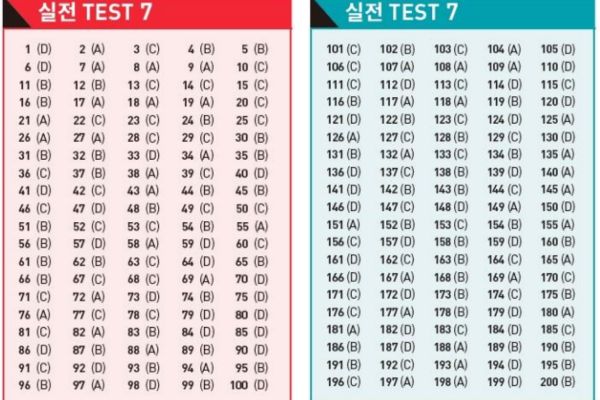 실전 TEST 7
1 (D) 2 (A) 3 (C) 4 (B) 5 (B)
6 (D) 7 (A) 8 (A) 9 (A) 10 (C)
11 (B) 12 (B) 13 (C) 14 (C) 15 (C)
16 (B) 17 (A) 18 (A) 19 (A) 20 (C)
21 (A) 22 (C) 23 (C) 24 (B) 25 (C)
26 (A) 27 (A) 28 (C) 29 (C) 30 (B)
31 (B) 32 (B) 33 (D) 34 (A) 35 (B)
36 (C) 37 (B) 38 (A) 39 (C) 40 (D)
41 (D) 42 (C) 43 (A) 44 (B) 45 (B)
46 (C) 47 (D) 48 (B) 49 (C) 50 (C)
51 (B) 52 (C) 53 (C) 54 (B) 55 (A)
56 (B) 57 (D) 58 (A) 59 (D) 60 (C)
61 (B) 62 (B) 63 (C) 64 (D) 65 (B)
66 (B) 67 (C) 68 (C) 69 (A) 70 (D)
71 (C) 72 (A) 73 (D) 74 (B) 75 (D)
76 (A) 77 (C) 78 (C) 79 (D) 80 (D)
81 (C) 82 (A) 83 (B) 84 (D) 85 (D)
86 (D) 87 (B) 88 (A) 89 (B) 90 (D)
91 (C) 92 (D) 93 (B) 94 (A) 95 (B)
96 (B) 97 (A) 98 (D) 99 (B) 100 (D)
실전 TEST 7
101 (C) 102 (B) 103 (C) 104 (A) 105 (D)
106 (C) 107 (A) 108 (A) 109 (A) 110 (D)
111 (C) 112 (D) 113 (C) 114 (D) 115 (C)
116 (B) 117 (A) 118 (A) 119 (B) 120 (D)
121 (D) 122 (B) 123 (C) 124 (D) 125 (A)
126 (A) 127 (C) 128 (B) 129 (C) 130 (D)
131 (B) 132 (A) 133 (C) 134 (B) 135 (A)
136 (D) 137 (C) 138 (B) 139 (D) 140 (A)
141 (D) 142 (B) 143 (B) 144 (C) 145 (A)
146 (D) 147 (C) 148 (D) 149 (A) 150 (D)
151 (A) 152 (B) 153 (C) 154 (B) 155 (A)
156 (C) 157 (D) 158 (B) 159 (D) 160 (B)
161 (D) 162 (C) 163 (B) 164 (C) 165 (A)
166 (D) 167 (A) 168 (B) 169 (A) 170 (C)
171 (C) 172 (D) 173 (B) 174 (C) 175 (B)
176 (C) 177 (A) 178 (B) 179 (D) 180 (A)
181 (A) 182 (D) 183 (C) 184 (D) 185 (C)
186 (B) 187 (D) 188 (A) 189 (B) 190 (B)
191 (B) 192 (C) 193 (A) 194 (D) 195 (B)
196 (C) 197 (A) 198 (A) 199 (D) 200 (B)